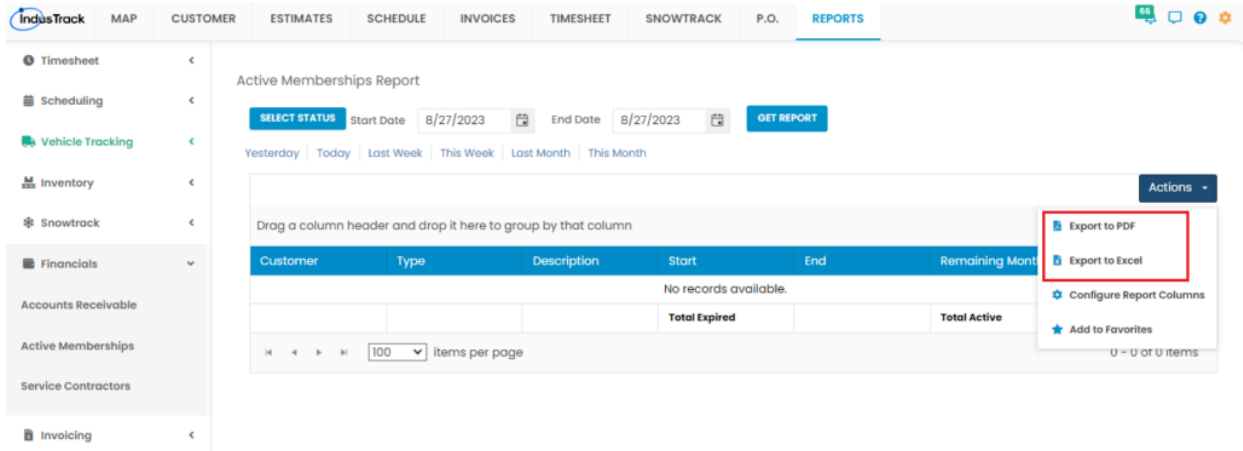 IndusTrack MAP CUSTOMER ESTIMATES SCHEDULE INVOICES TIMESHEET SNOWTRACK P.O. REPORTS 66
Timesheet
Scheduling
Vehicle Tracking
Inventory
Snowtrack
Financials
Accounts Receivable
Active Memberships
Service Contractors
Invoicing
Active Memberships Report
SELECT STATUS Start Date 8/27/2023 End Date 8/27/2023 GET REPORT
Yesterday Today Last Week This Week Last Month This Month
Actions
Export to PDF
Export to Excel
Configure Report Columns
Add to Favorites
Drag a column header and drop it here to group by that column
Customer Type Description Start End Remaining Mont
No records available.
Total Expired Total Active
100 items per page
0 - 0 of 0 items